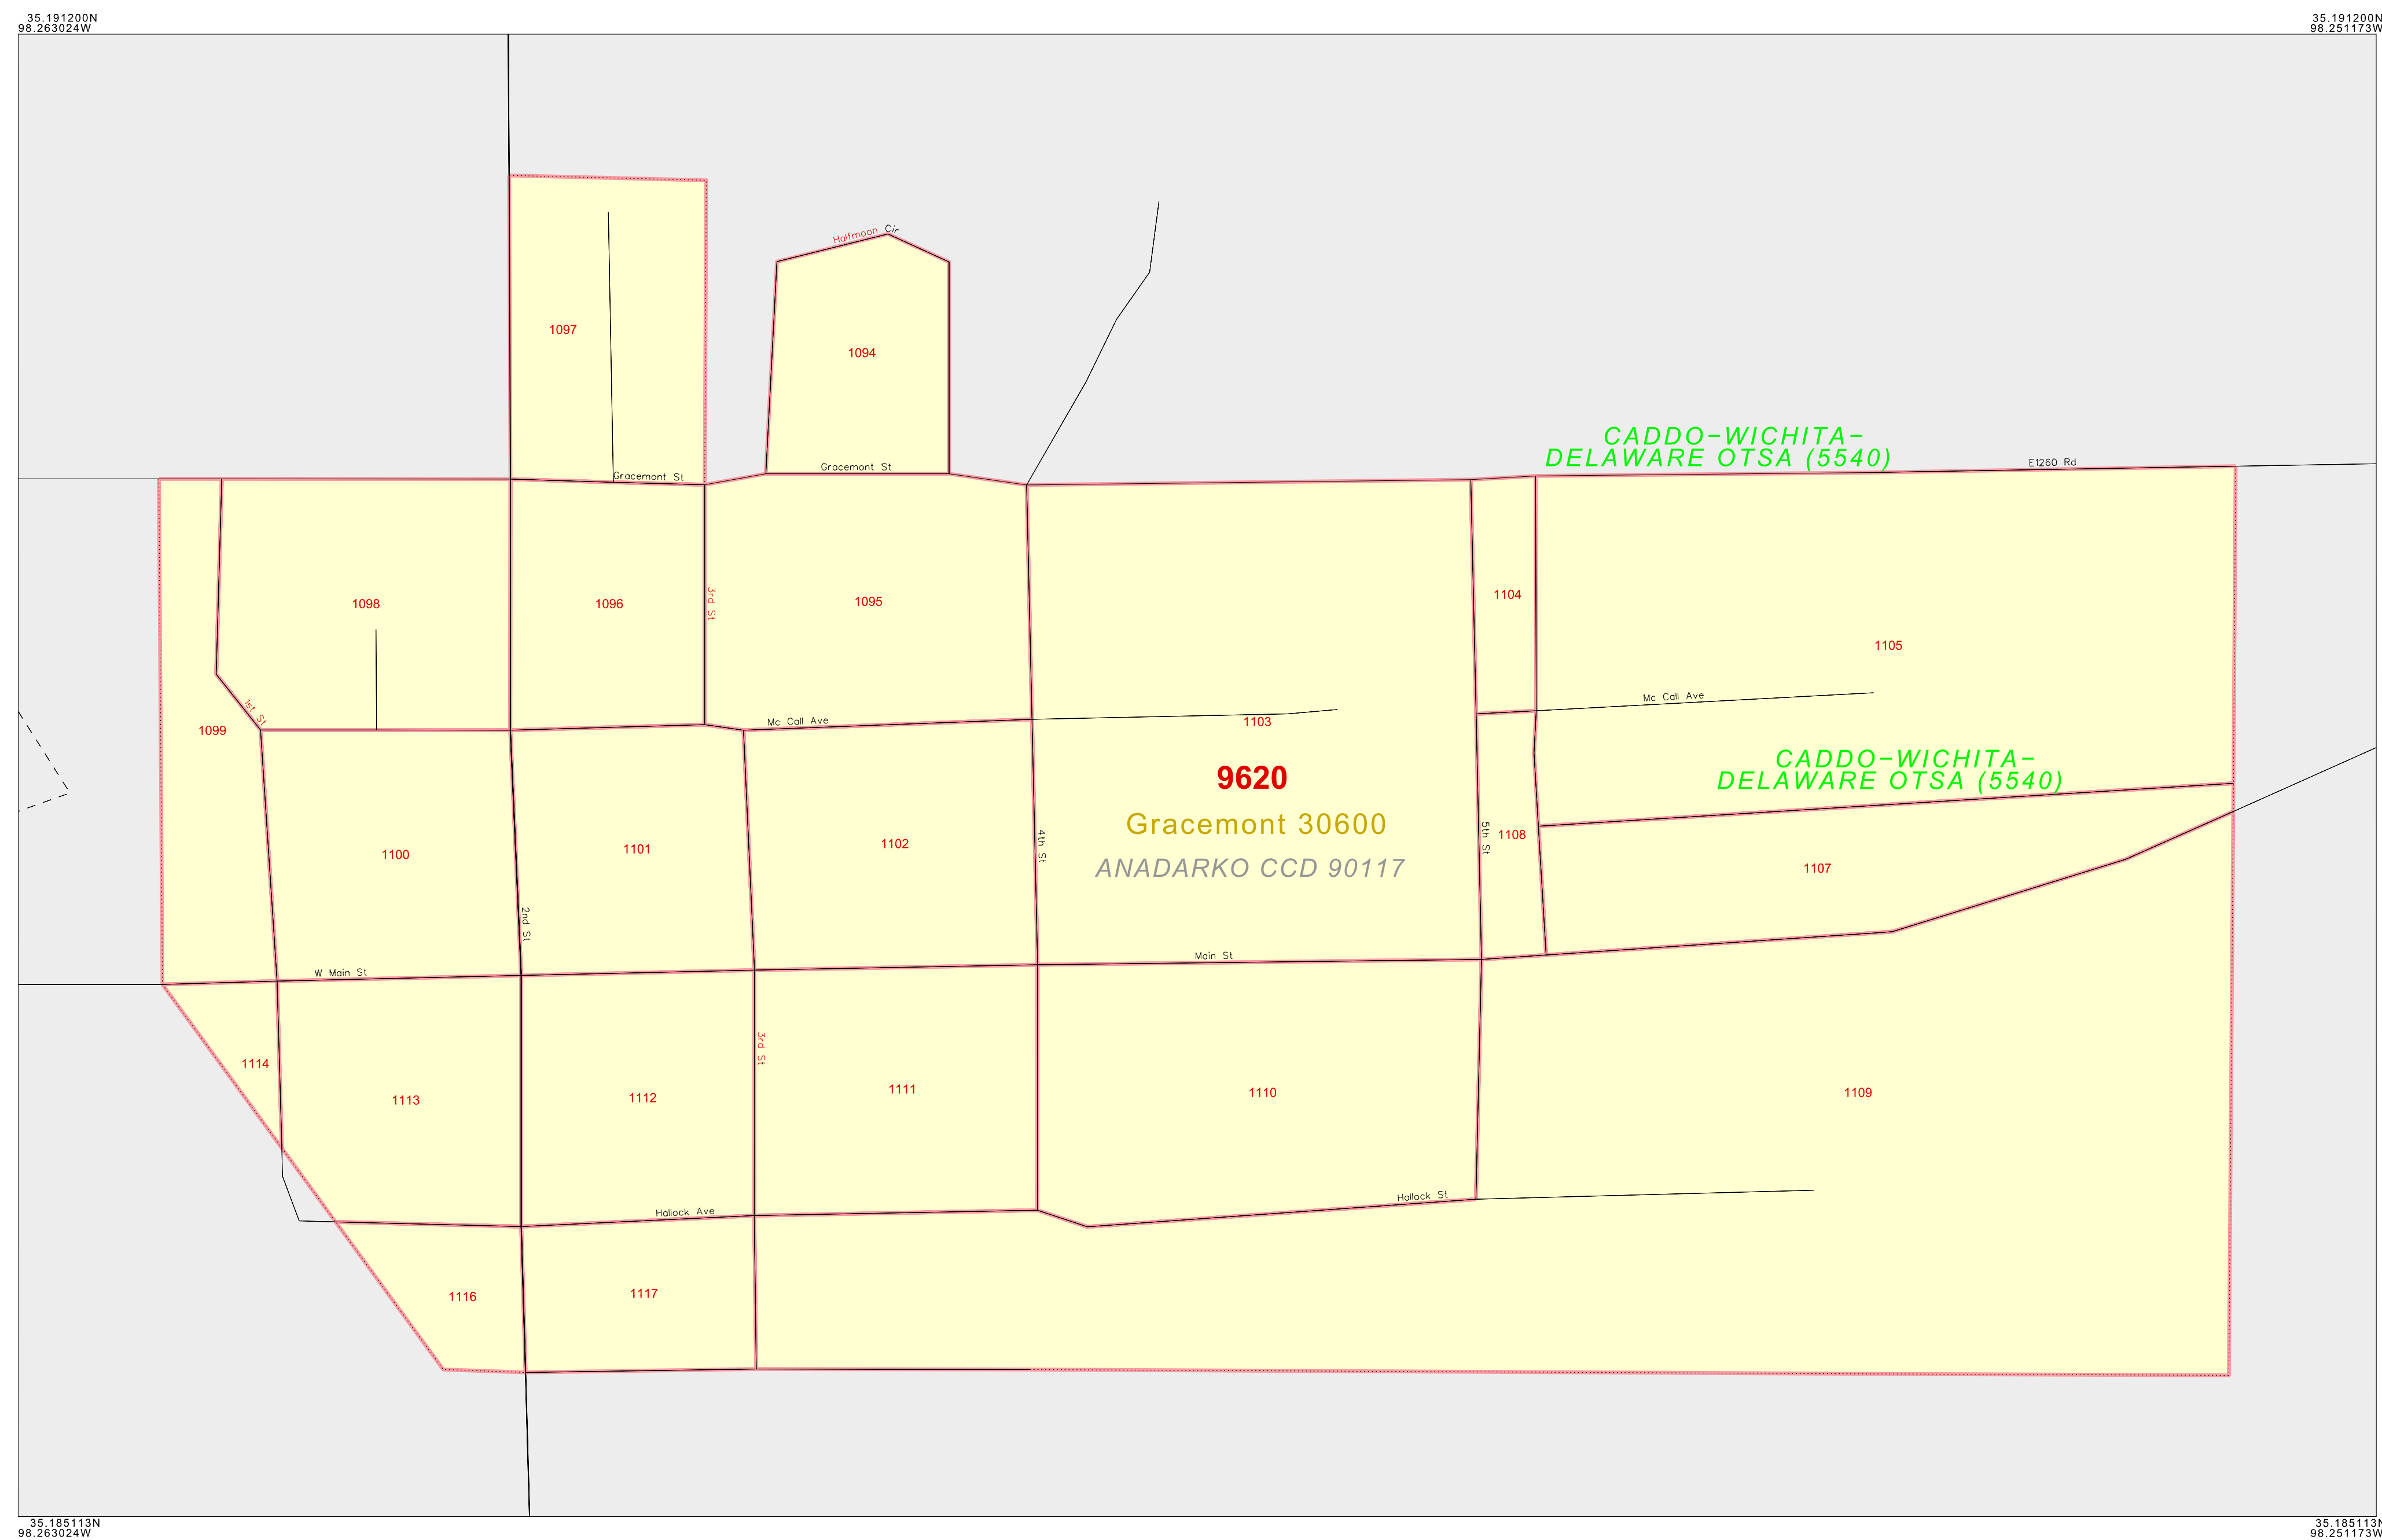 35.191200N
98.263024W
35.191200N
98.251173W
Halfmoon Cir
1097
1094
CADDO-WICHITA-
DELAWARE OTSA (5540)
E1260 Rd
Gracemont St
Gracemont St
1098
1096
3rd St
1095
1104
1105
1st St
1099
Mc Call Ave
1103
Mc Call Ave
9620
CADDO-WICHITA-
DELAWARE OTSA (5540)
Gracemont 30600
ANADARKO CCD 90117
1100
1101
1102
4th St
5th St
1108
1107
2nd St
W Main St
Main St
1114
1113
1112
3rd St
1111
1110
1109
Hallock Ave
Hallock St
1116
1117
35.185113N
98.263024W
35.185113N
98.251173W